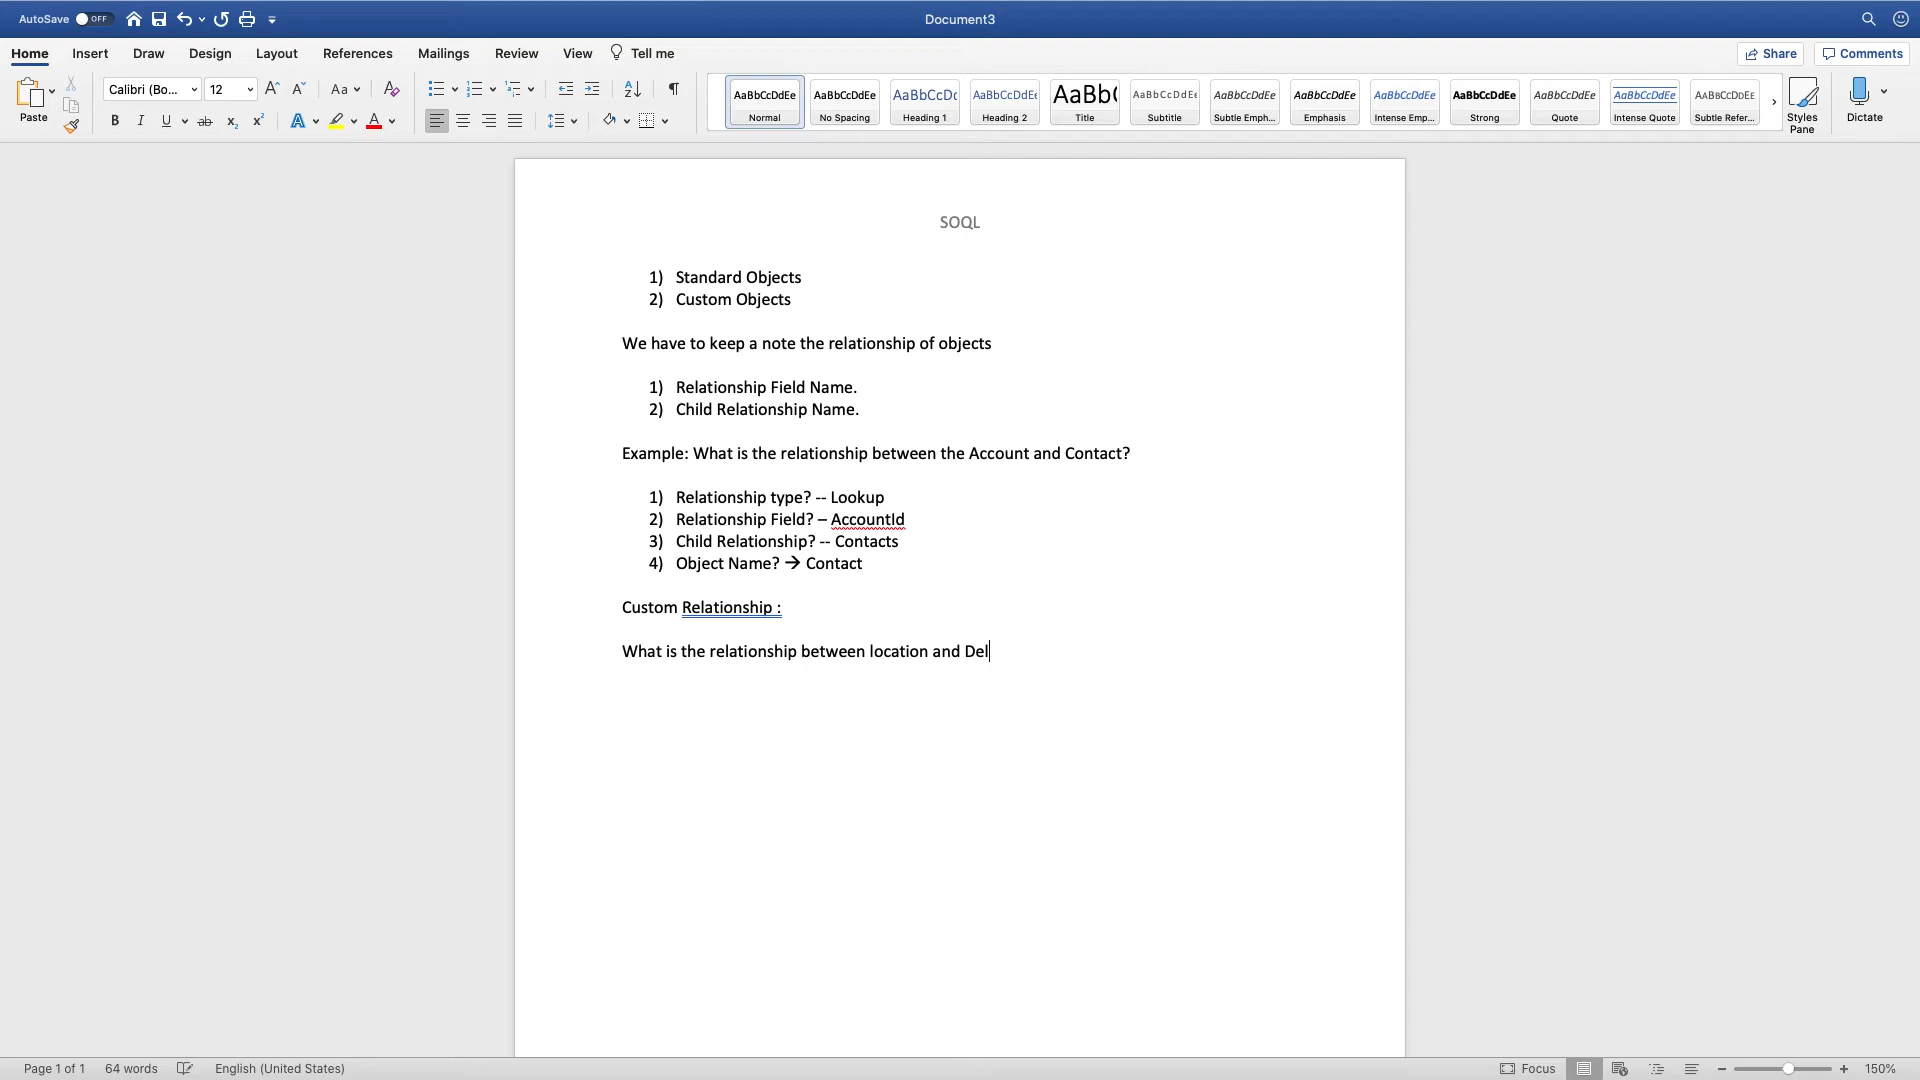 AutoSave OFF Document3
Home Insert Draw Design Layout References Mailings Review View Tell me Share Comments
Paste Calibri (Bo... 12 Aa
AaBbCcDdEe AaBbCcDdEe AaBbCcDc AaBbCcDdEe AaBb( AaBbCcDdEe AaBbCcDdEe AaBbCcDdEe AaBbCcDdEe AaBbCcDdEe AaBbCcDdEe AaBbCcDdEe AaBbCcDdEe
Normal No Spacing Heading 1 Heading 2 Title Subtitle Subtle Emph... Emphasis Intense Emp... Strong Quote Intense Quote Subtle Refer... Styles Pane Dictate
SOQL
1) Standard Objects
2) Custom Objects
We have to keep a note the relationship of objects
1) Relationship Field Name.
2) Child Relationship Name.
Example: What is the relationship between the Account and Contact?
1) Relationship type? -- Lookup
2) Relationship Field? – AccountId
3) Child Relationship? -- Contacts
4) Object Name? → Contact
Custom Relationship :
What is the relationship between location and Del
Page 1 of 1 64 words English (United States) Focus 150%